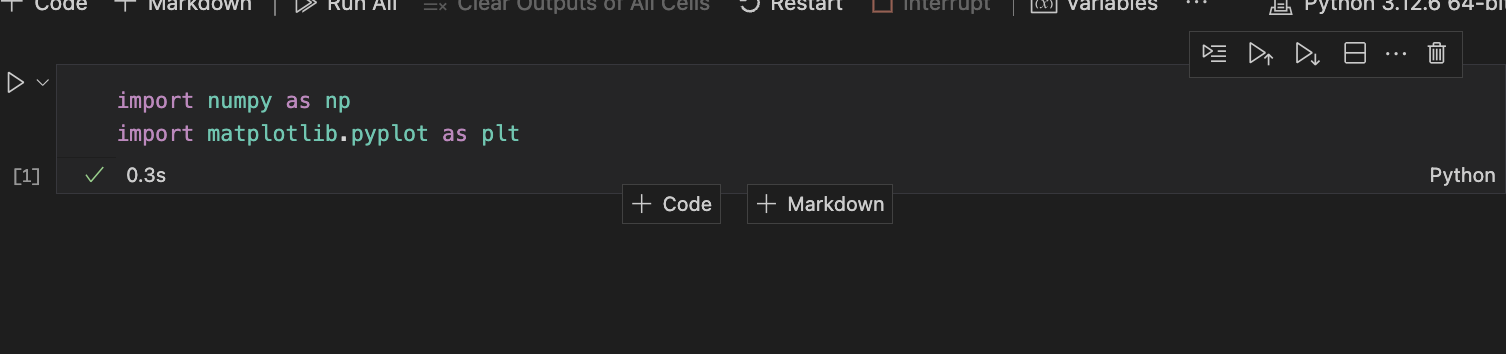 Code Markdown Run All Clear Outputs of All Cells Restart Interrupt (x) Variables ... Python 3.12.6 64-bit
import numpy as np
import matplotlib.pyplot as plt
[1] 0.3s Python
+ Code + Markdown